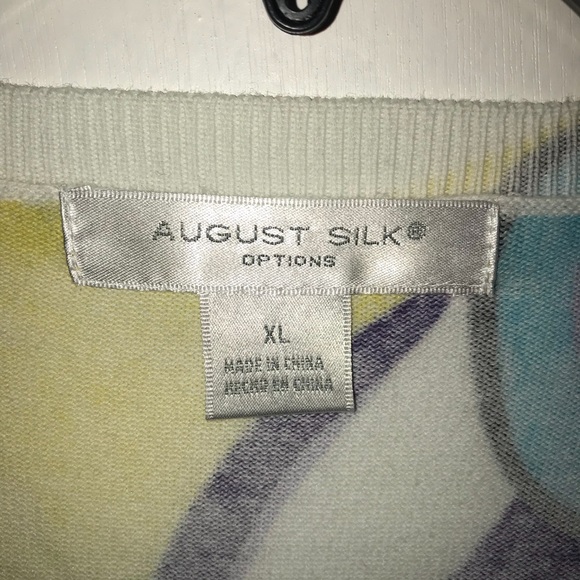 AUGUST SILK®
OPTIONS
XL
MADE IN CHINA
HECHO EN CHINA